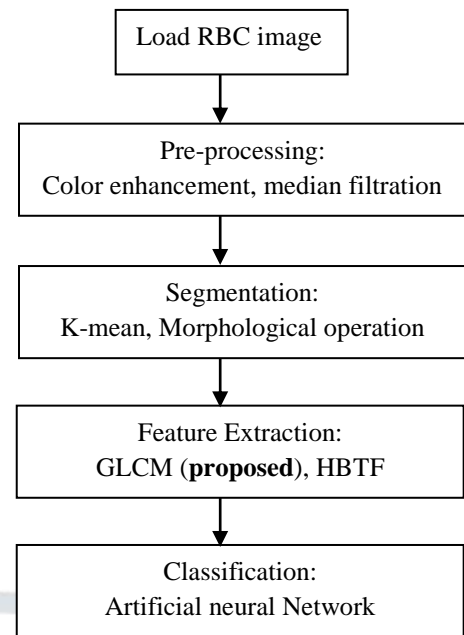 Load RBC image
Pre-processing:
Color enhancement, median filtration
Segmentation:
K-mean, Morphological operation
Feature Extraction:
GLCM (proposed), HBTF
Classification:
Artificial neural Network